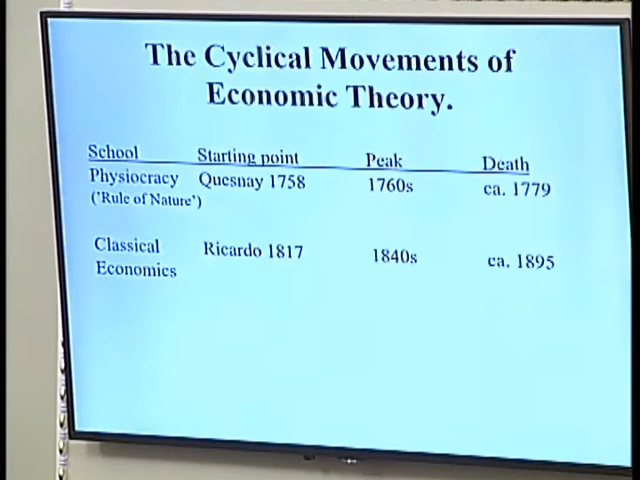 The Cyclical Movements of
Economic Theory.
School Starting point Peak Death
Physiocracy Quesnay 1758 1760s ca. 1779
('Rule of Nature')
Classical Ricardo 1817 1840s ca. 1895
Economics